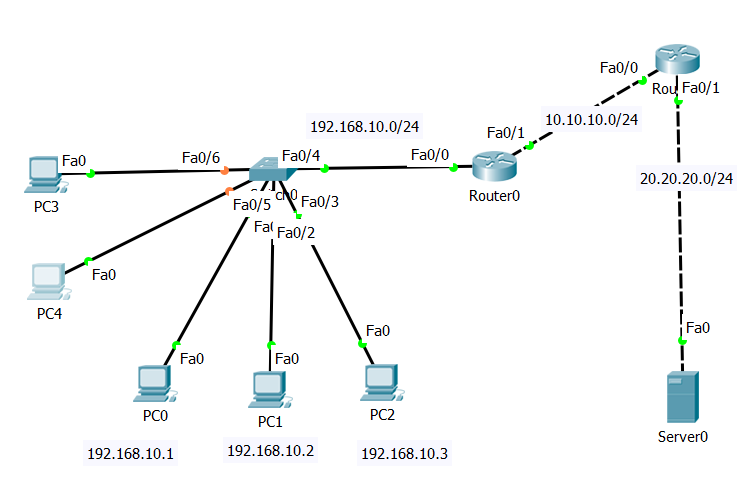 Fa0/0
Rou
Fa0/1
192.168.10.0/24
10.10.10.0/24
Fa0
Fa0/6
Fa0/4
Fa0/0
Fa0/1
PC3
Router0
20.20.20.0/24
Fa0/5
Fa0/3
Fa0/2
Fa0
PC4
Fa0
Fa0
Fa0
Fa0
PC0
PC1
PC2
Server0
192.168.10.1
192.168.10.2
192.168.10.3